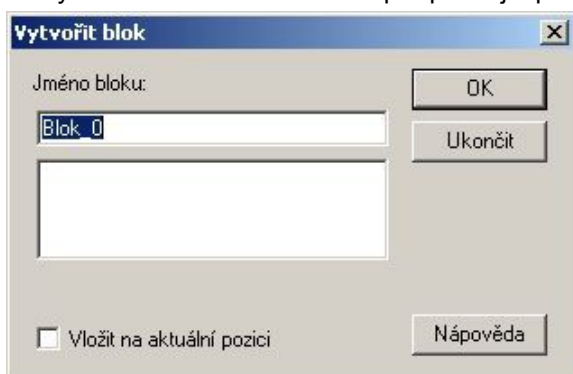 Vytvořit blok
Jméno bloku:
OK
Blok_0
Ukončit
Vložit na aktuální pozici
Nápověda